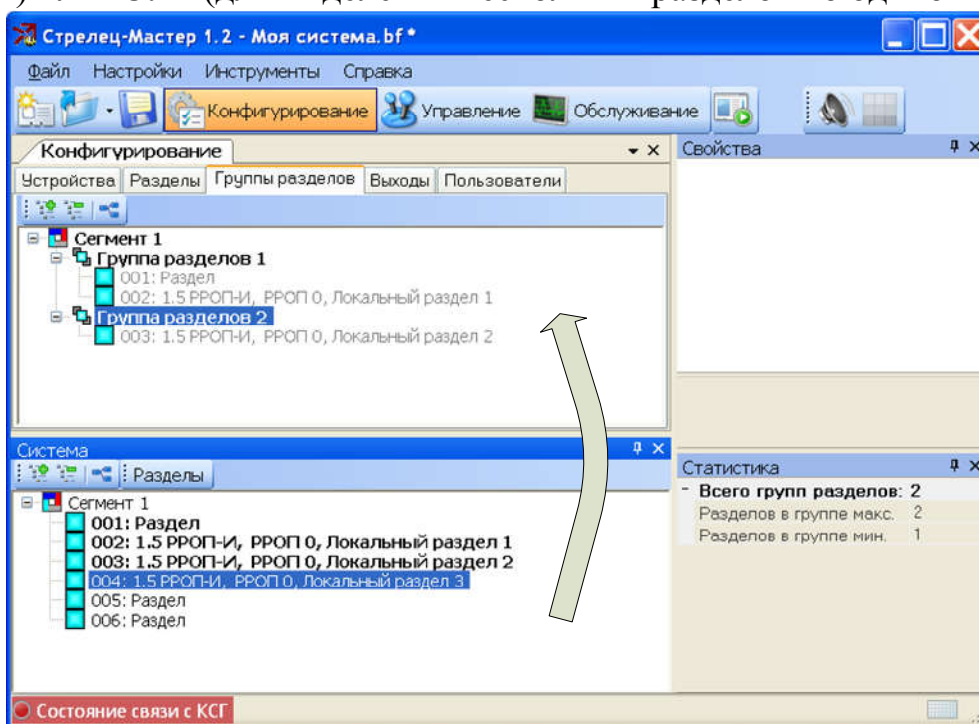 Стрелец-Мастер 1.2 - Моя система.bf*
Файл Настройки Инструменты Справка
Конфигурирование Управление Обслуживание
Конфигурирование
Устройства Разделы Группы разделов Выходы Пользователи
Сегмент 1
Группа разделов 1
001: Раздел
002: 1.5 РРОП-И, РРОП 0, Локальный раздел 1
Группа разделов 2
003: 1.5 РРОП-И, РРОП 0, Локальный раздел 2
Свойства
Система
Разделы
Сегмент 1
001: Раздел
002: 1.5 РРОП-И, РРОП 0, Локальный раздел 1
003: 1.5 РРОП-И, РРОП 0, Локальный раздел 2
004: 1.5 РРОП-И, РРОП 0, Локальный раздел 3
005: Раздел
006: Раздел
Статистика
Всего групп разделов: 2
Разделов в группе макс. 2
Разделов в группе мин. 1
Состояние связи с КСГ